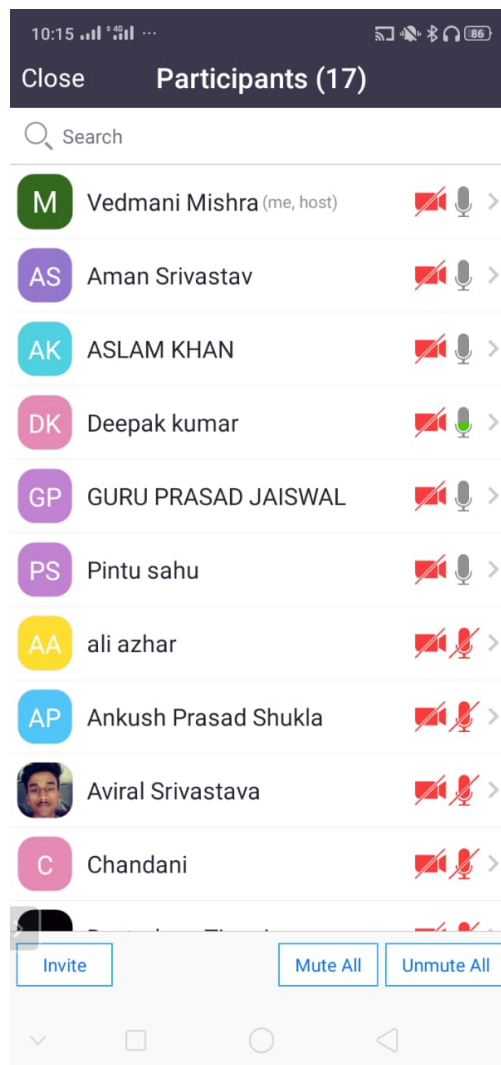 10:15 4G ... 86
Close Participants (17)
Search
M Vedmani Mishra (me, host)
AS Aman Srivastav
AK ASLAM KHAN
DK Deepak kumar
GP GURU PRASAD JAISWAL
PS Pintu sahu
AA ali azhar
AP Ankush Prasad Shukla
Aviral Srivastava
C Chandani
Invite Mute All Unmute All